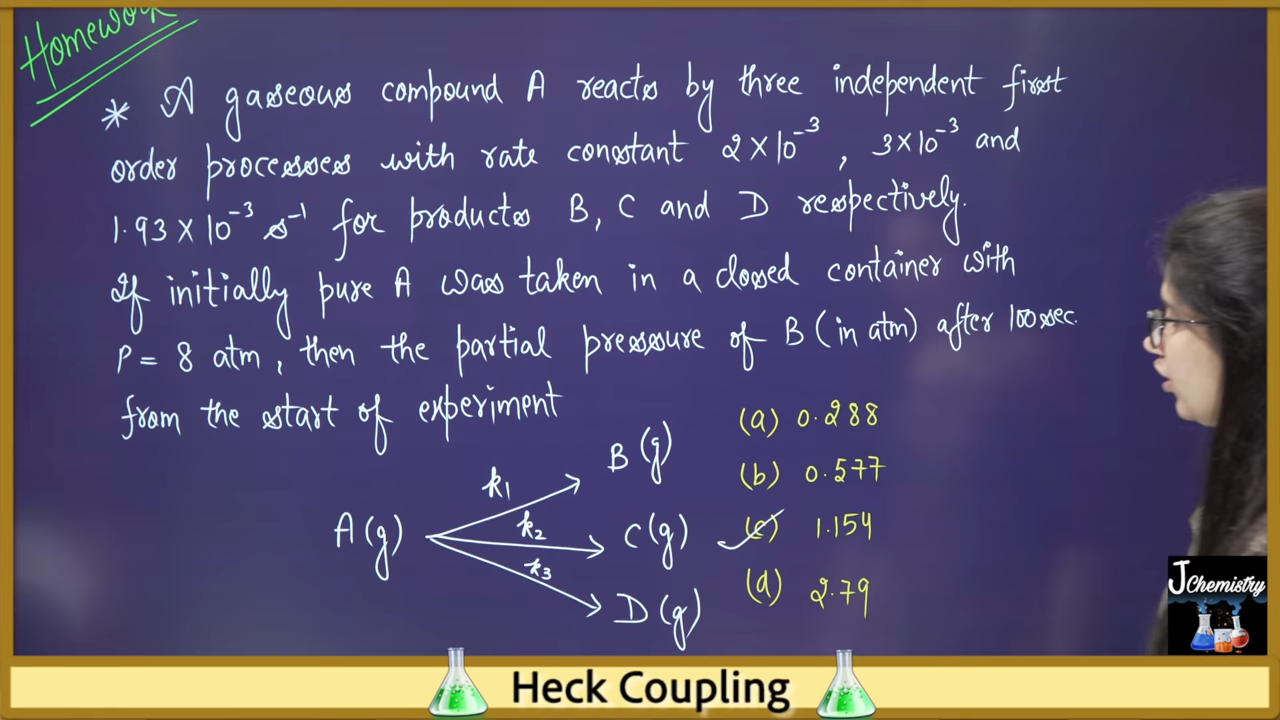 Homework
* A gaseous compound A reacts by three independent first
order processes with rate constant 2 × 10⁻³, 3×10⁻³ and
1.93 × 10⁻³ s⁻¹ for products B, C and D respectively.
If initially pure A was taken in a closed container with
P = 8 atm, then the partial pressure of B (in atm) after 100 sec.
from the start of experiment
(a) 0.288
(b) 0.577
(c) 1.154
(d) 2.79
A(g)
k₁
k₂
k₃
B(g)
C(g)
D(g)
J Chemistry
Heck Coupling